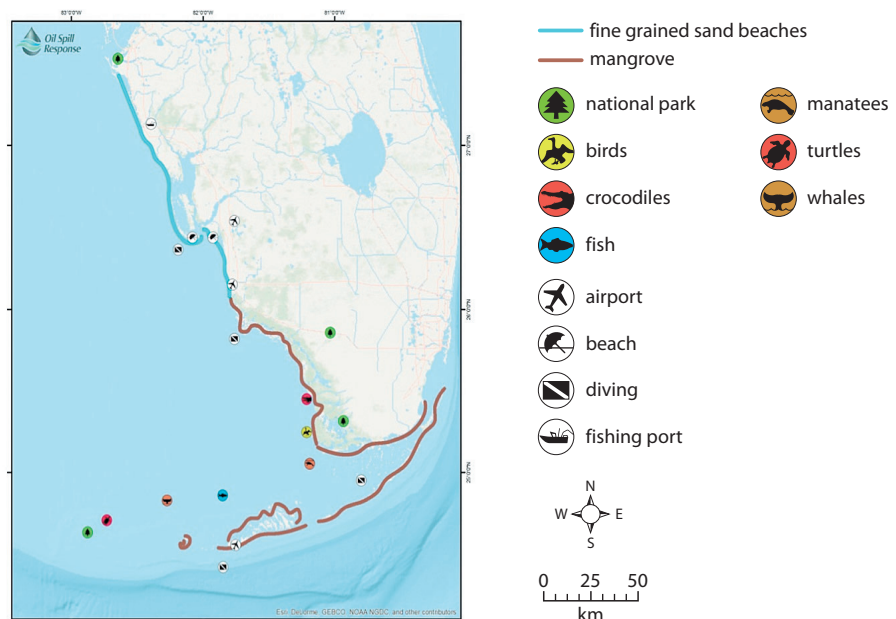 83°0'0"W 82°0'0"W 81°0'0"W
Oil Spill
Response
27°0'0"N
26°0'0"N
25°0'0"N
Esri, DeLorme, GEBCO, NOAA NGDC, and other contributors
fine grained sand beaches
mangrove
national park
manatees
birds
turtles
crocodiles
whales
fish
airport
beach
diving
fishing port
N
W E
S
0 25 50
km